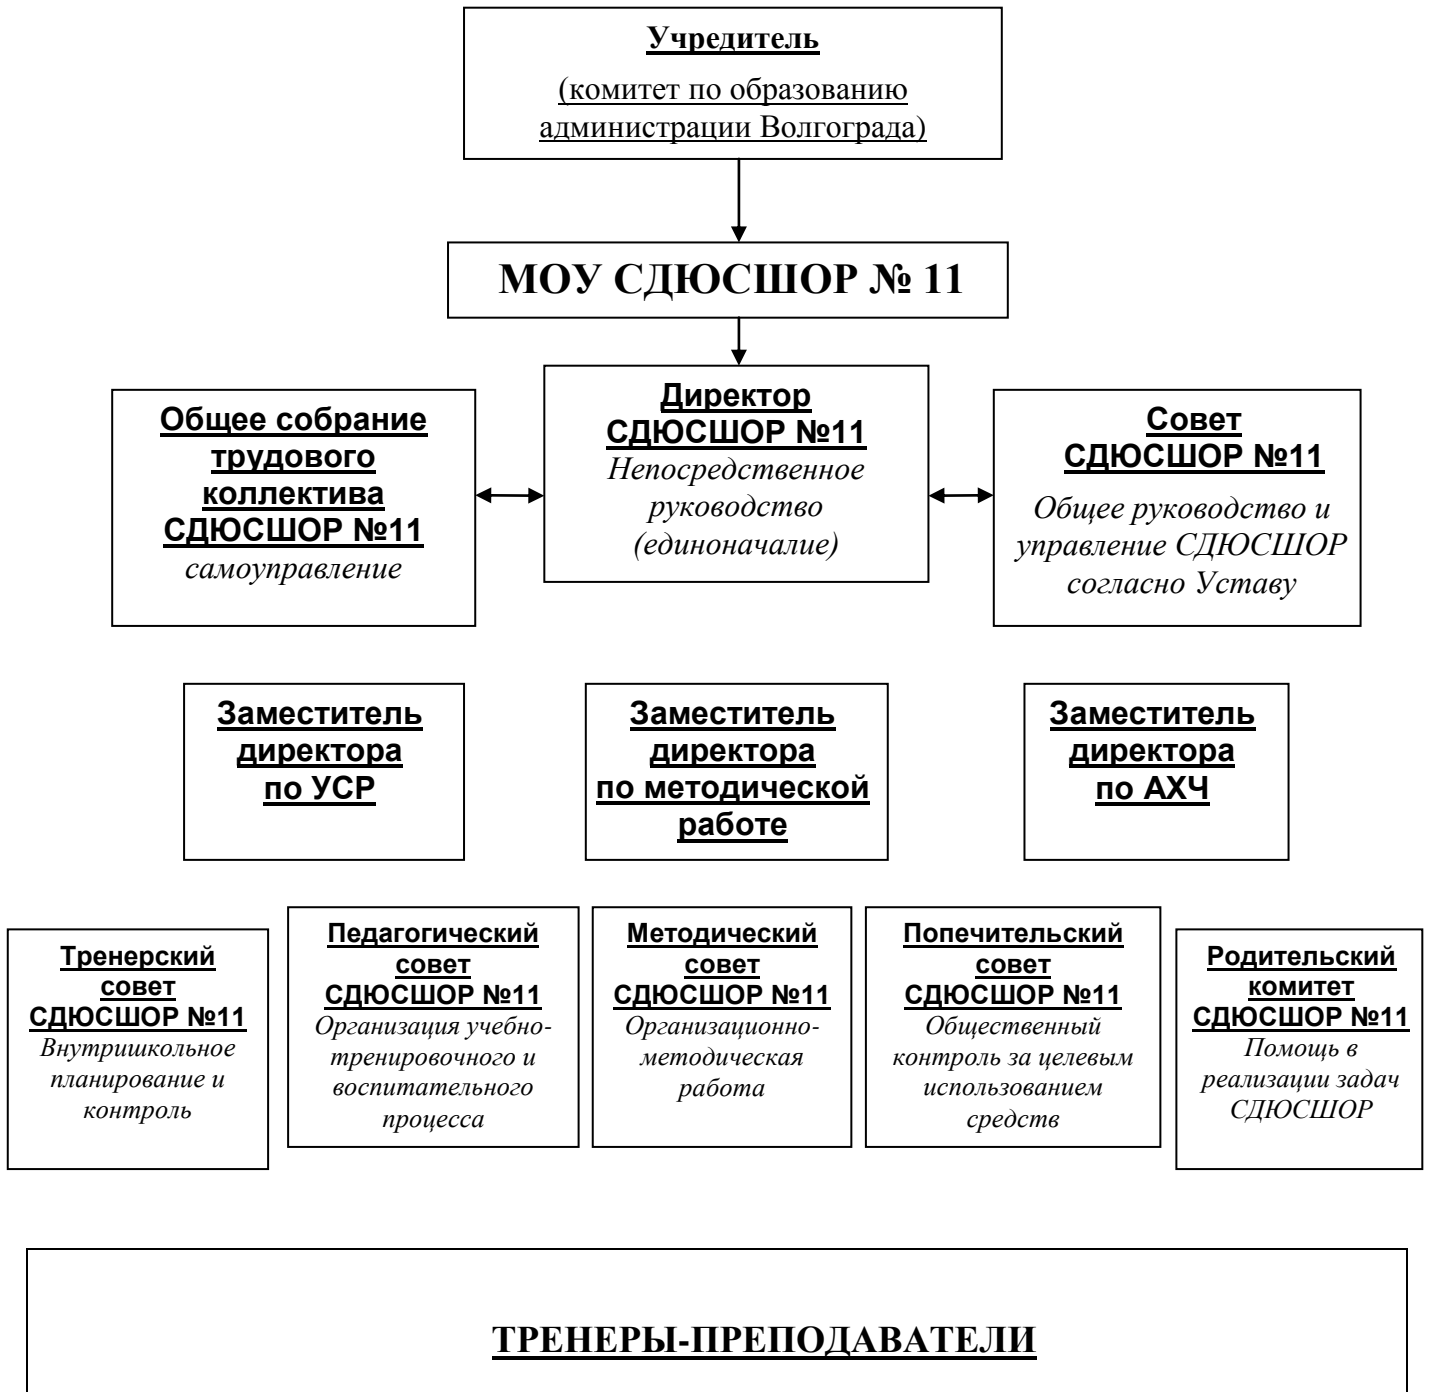 Учредитель
(комитет по образованию
администрации Волгограда)
МОУ СДЮСШОР № 11
Общее собрание
трудового
коллектива
СДЮСШОР №11
самоуправление
Директор
СДЮСШОР №11
Непосредственное
руководство
(единоначалие)
Совет
СДЮСШОР №11
Общее руководство и
управление СДЮСШОР
согласно Уставу
Заместитель
директора
по УСР
Заместитель
директора
по методической
работе
Заместитель
директора
по АХЧ
Тренерский
совет
СДЮСШОР №11
Внутришкольное
планирование и
контроль
Педагогический
совет
СДЮСШОР №11
Организация учебно-
тренировочного и
воспитательного
процесса
Методический
совет
СДЮСШОР №11
Организационно-
методическая
работа
Попечительский
совет
СДЮСШОР №11
Общественный
контроль за целевым
использованием
средств
Родительский
комитет
СДЮСШОР №11
Помощь в
реализации задач
СДЮСШОР
ТРЕНЕРЫ-ПРЕПОДАВАТЕЛИ